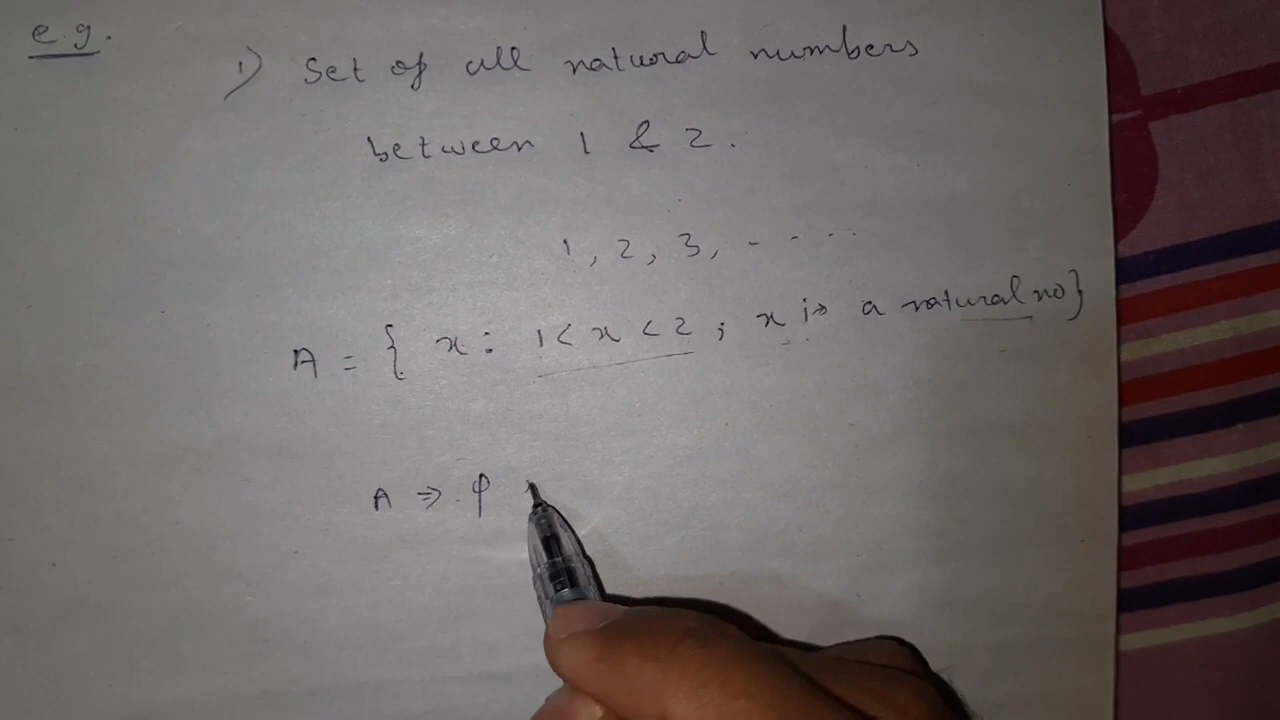 e.g.
1) Set of all natural numbers
between 1 & 2.
1, 2, 3, - - - -
A = { x : 1 < x < 2 ; x is a natural no}
A ⇒ φ